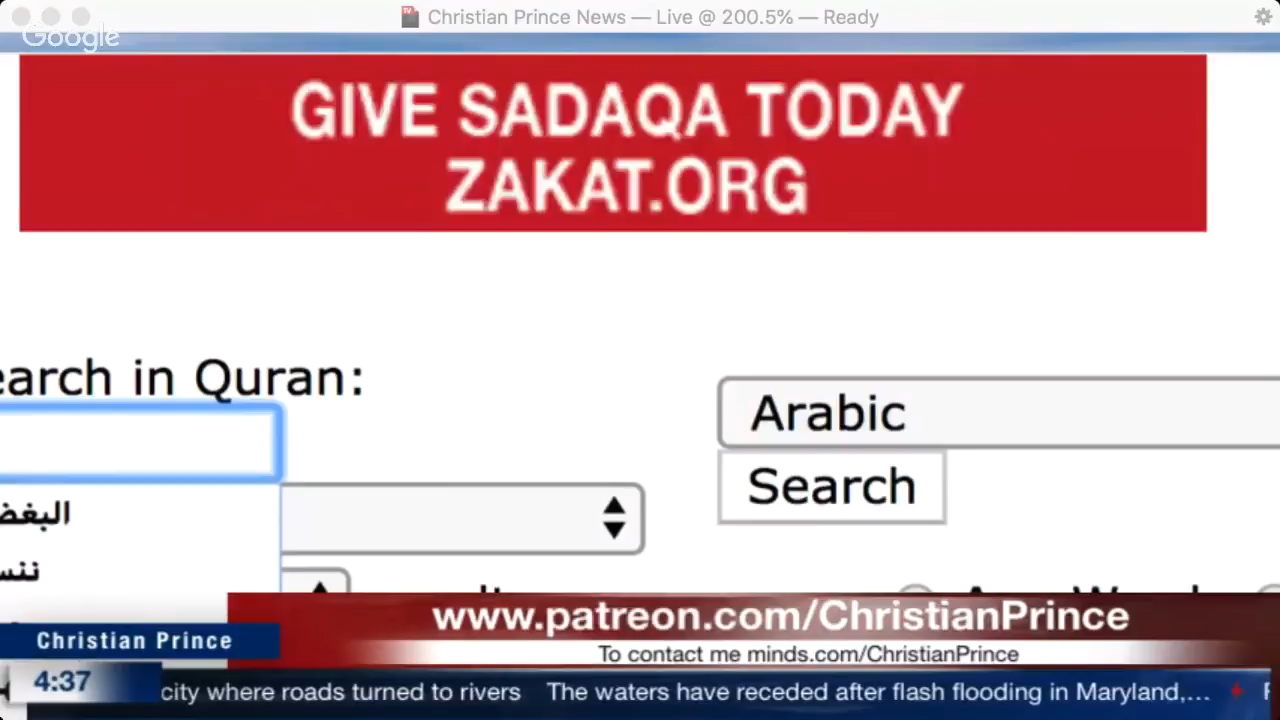 Christian Prince News — Live @ 200.5% — Ready
Google
GIVE SADAQA TODAY
ZAKAT.ORG
earch in Quran:
Arabic
Search
www.patreon.com/ChristianPrince
To contact me minds.com/ChristianPrince
Christian Prince
4:37
city where roads turned to rivers The waters have receded after flash flooding in Maryland,...